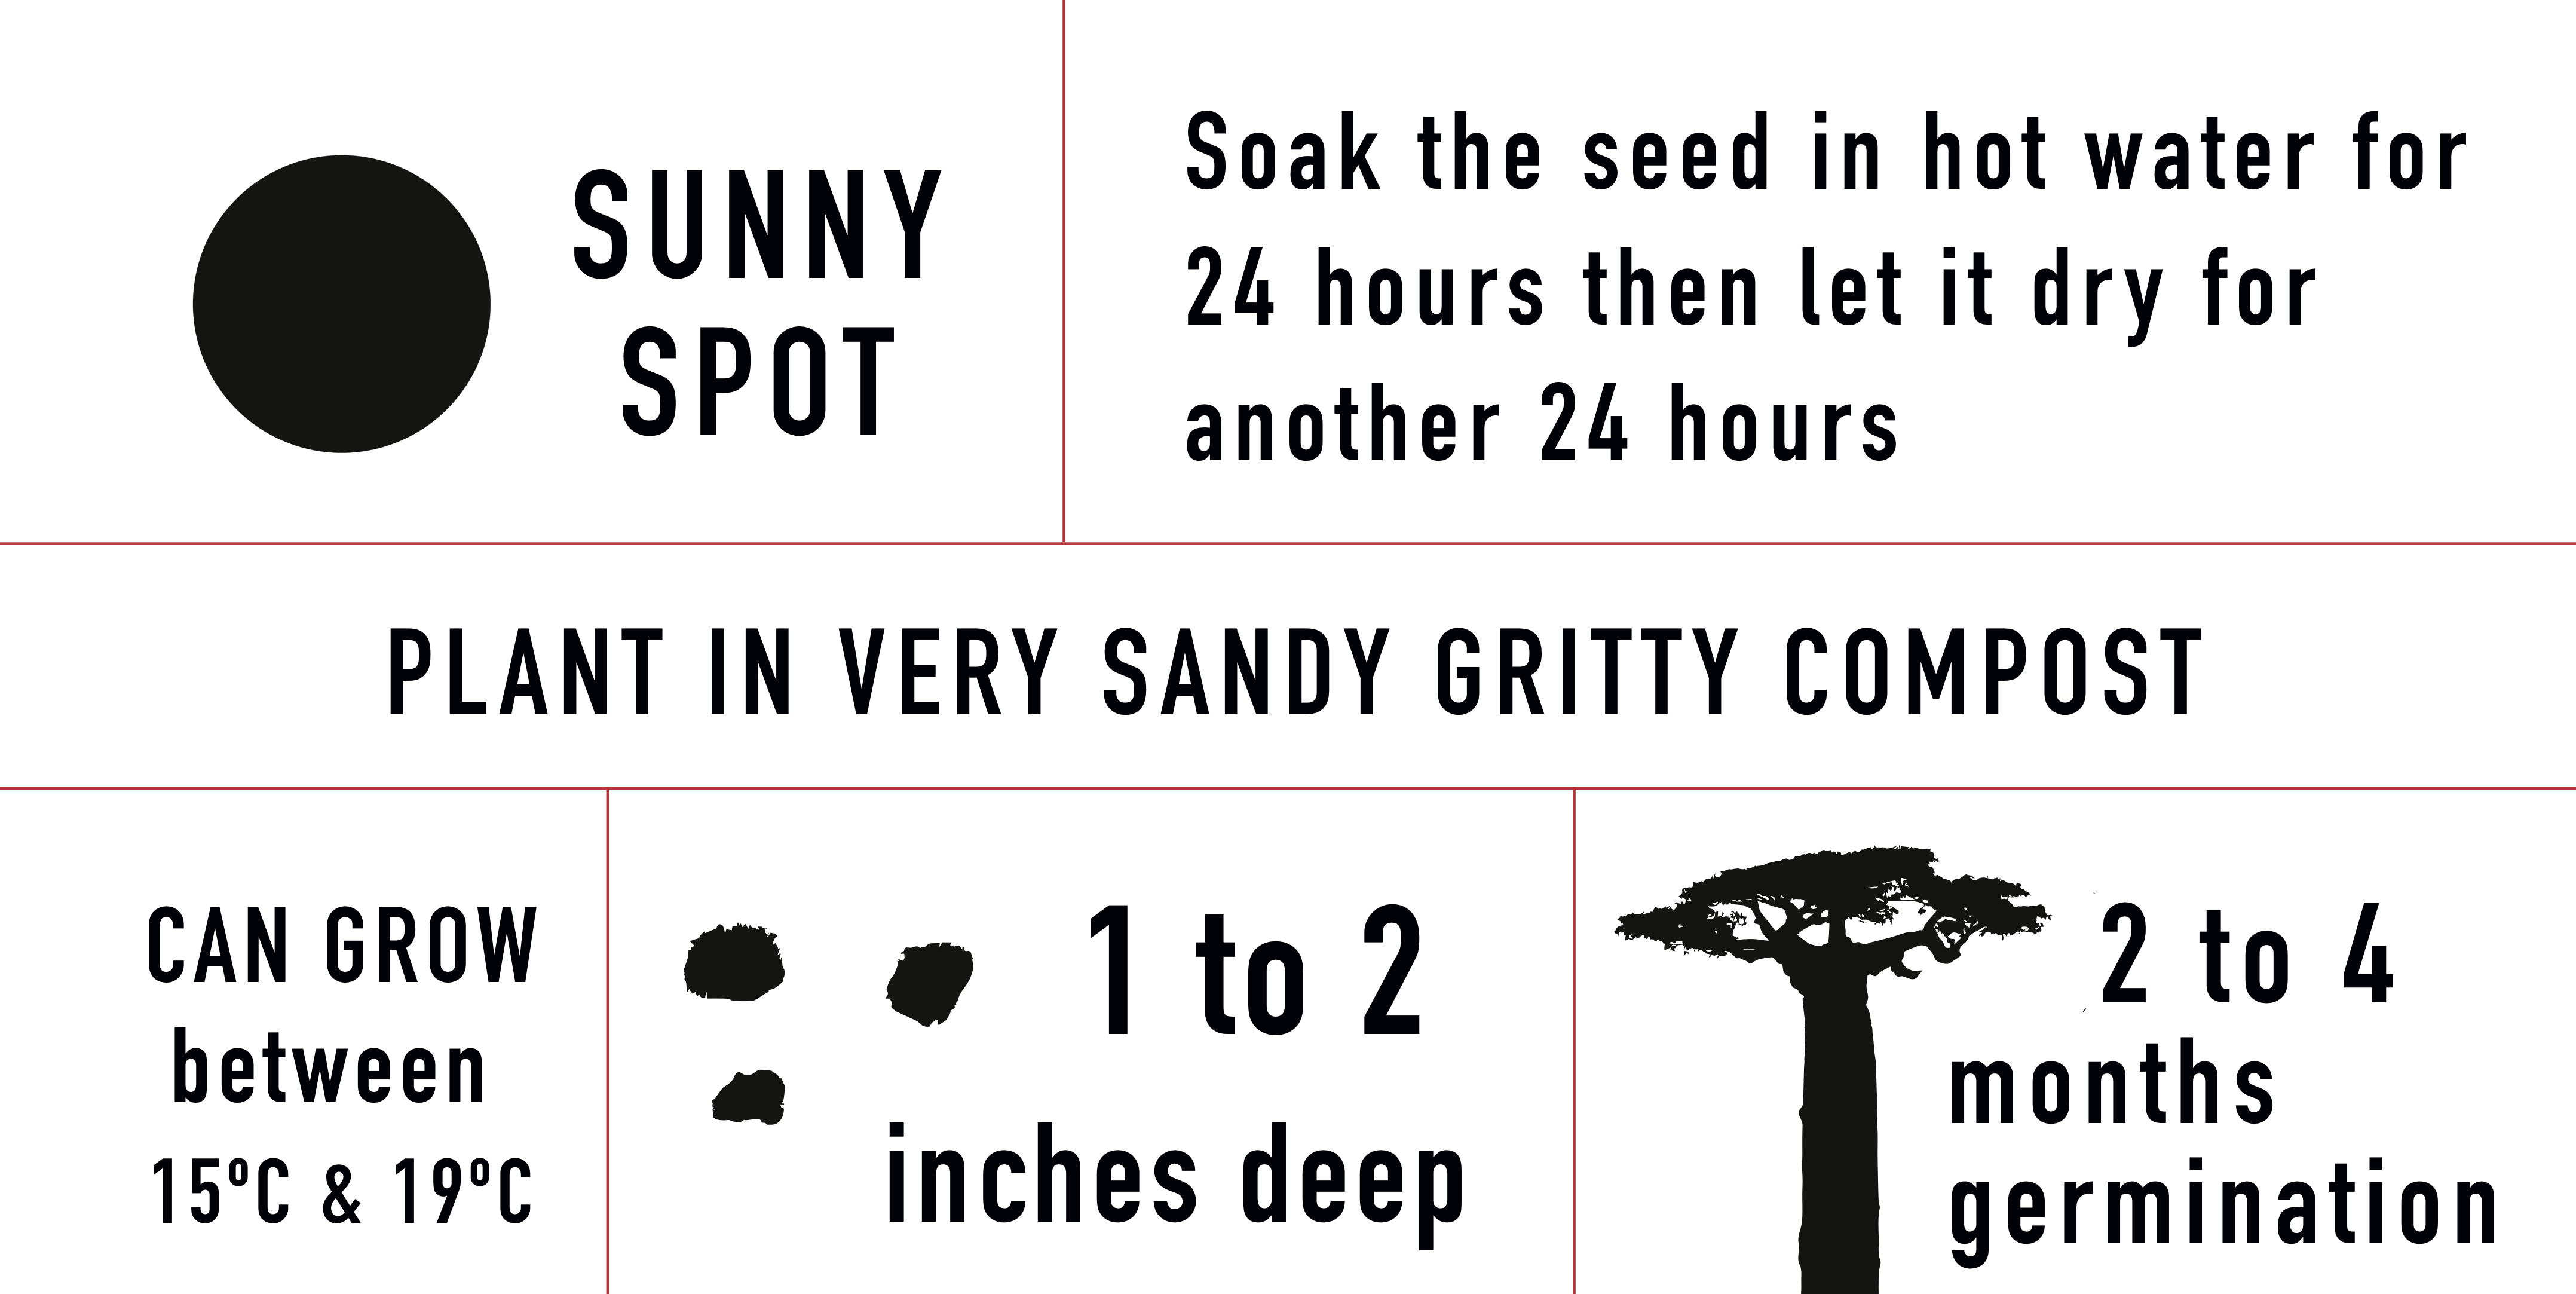 SUNNY
SPOT
Soak the seed in hot water for
24 hours then let it dry for
another 24 hours
PLANT IN VERY SANDY GRITTY COMPOST
CAN GROW
between
15ºC & 19ºC
1 to 2
inches deep
2 to 4
months
germination